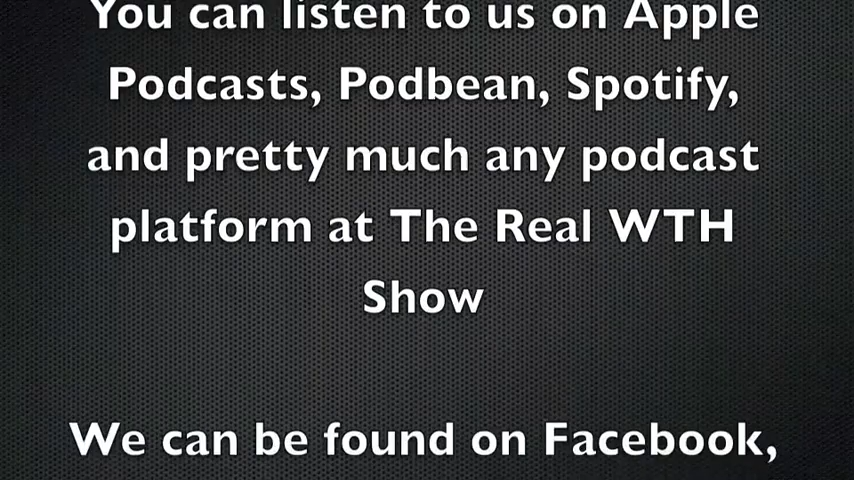 You can listen to us on Apple
Podcasts, Podbean, Spotify,
and pretty much any podcast
platform at The Real WTH
Show
We can be found on Facebook,